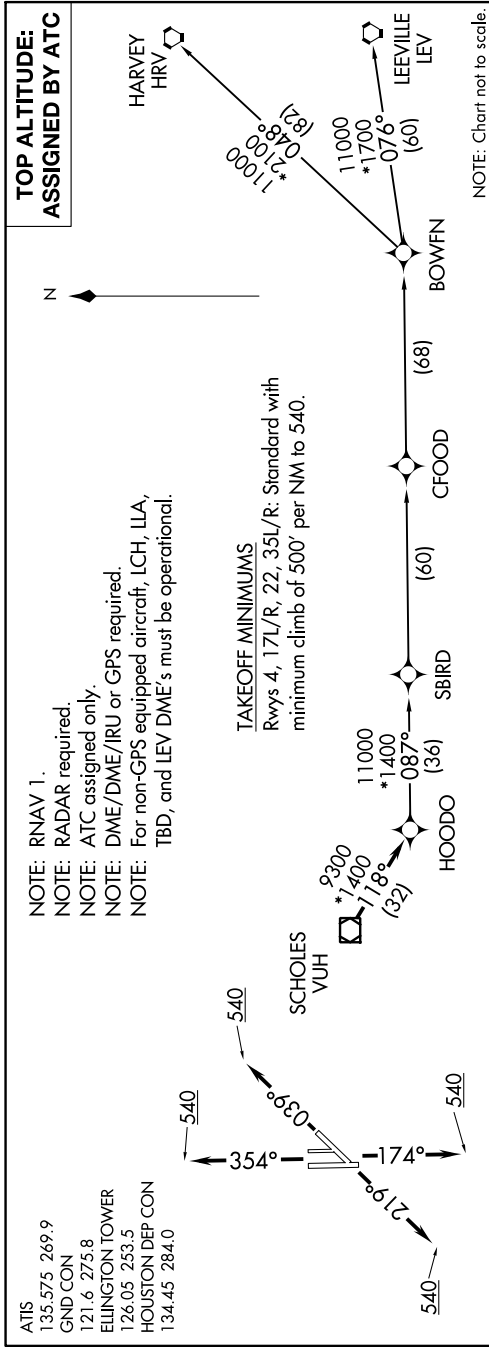 TOP ALTITUDE:
ASSIGNED BY ATC
ATIS
135.575 269.9
GND CON
121.6 275.8
ELLINGTON TOWER
126.05 253.5
HOUSTON DEP CON
134.45 284.0
NOTE: RNAV 1.
NOTE: RADAR required.
NOTE: ATC assigned only.
NOTE: DME/DME/IRU or GPS required.
NOTE: For non-GPS equipped aircraft, LCH, LLA,
TBD, and LEV DME's must be operational.
N
TAKEOFF MINIMUMS
Rwys 4, 17L/R, 22, 35L/R: Standard with
minimum climb of 500' per NM to 540.
540
354°
540
039°
174°
540
219°
540
SCHOLES
VUH
9300
*1400
118°
(32)
HOODO
11000
*1400
087°
(36)
SBIRD
(60)
CFOOD
(68)
BOWFN
11000
*2100
048°
(82)
HARVEY
HRV
11000
*1700
076°
(60)
LEEVILLE
LEV
NOTE: Chart not to scale.